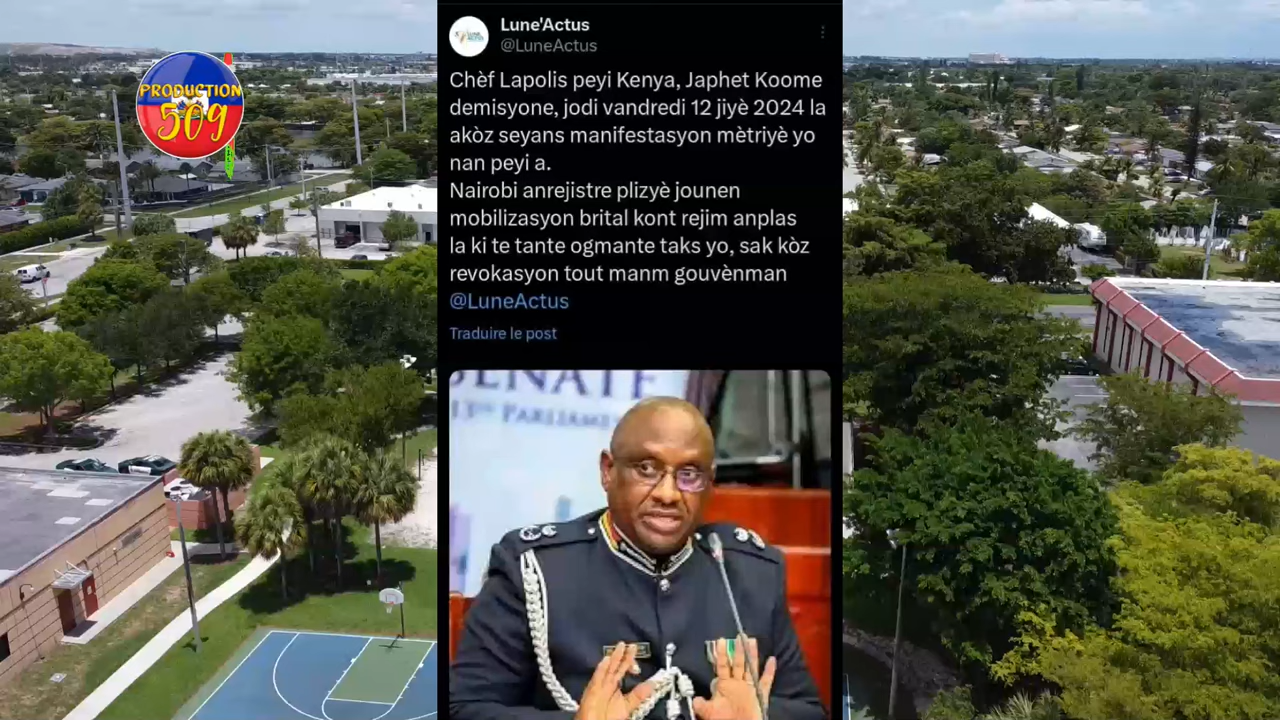 PRODUCTION
509
Lune'Actus
@LuneActus
Chèf Lapolis peyi Kenya, Japhet Koome
demisyone, jodi vandredi 12 jiyè 2024 la
akòz seyans manifestasyon mètriyè yo
nan peyi a.
Nairobi anrejistre plizyè jounen
mobilizasyon brital kont rejim anplas
la ki te tante ogmante taks yo, sak kòz
revokasyon tout manm gouvènman
@LuneActus
Traduire le post
SENATE
13TH PARLIAMENT